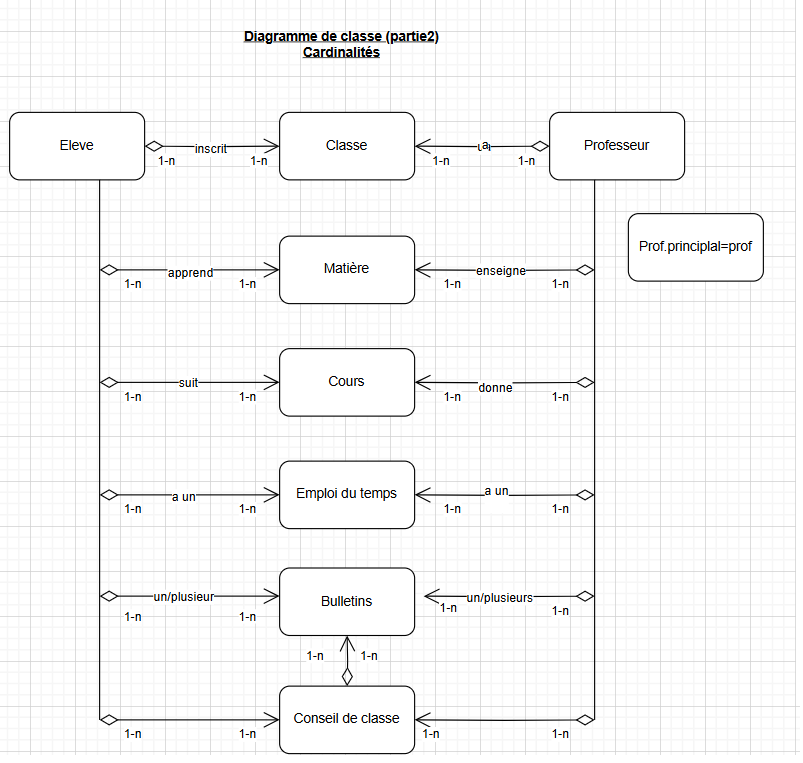 Diagramme de classe (partie2)
Cardinalités
Eleve
inscrit
1-n
1-n
Classe
a
1-n
1-n
Professeur
Prof.principlal=prof
apprend
1-n
1-n
Matière
enseigne
1-n
1-n
suit
1-n
1-n
Cours
donne
1-n
1-n
a un
1-n
1-n
Emploi du temps
a un
1-n
1-n
un/plusieur
1-n
1-n
Bulletins
un/plusieurs
1-n
1-n
1-n
1-n
1-n
1-n
Conseil de classe
1-n
1-n